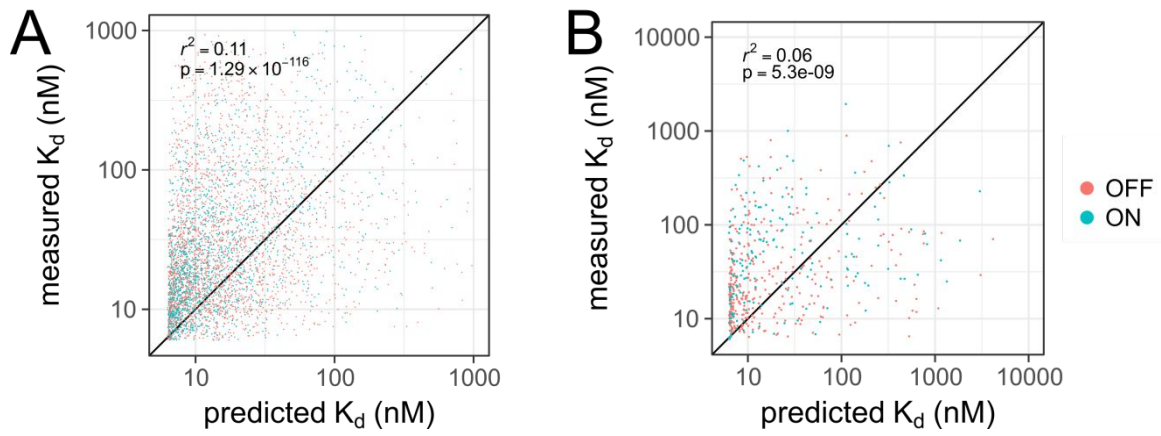 A
r² = 0.11
p = 1.29 × 10⁻¹¹⁶
measured K_d (nM)
1000
100
10
10 100 1000
predicted K_d (nM)
B
r² = 0.06
p = 5.3e-09
measured K_d (nM)
10000
1000
100
10
10 100 1000 10000
predicted K_d (nM)
OFF
ON